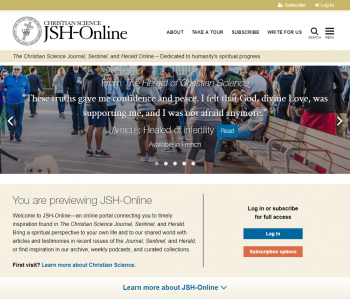 Subscribe
Log in
CHRISTIAN SCIENCE
JSH-Online
ABOUT
TAKE A TOUR
SUBSCRIBE
WRITE FOR US
SEARCH
MENU
The Christian Science Journal, Sentinel, and Herald Online – Dedicated to humanity's spiritual progress
From The Herald of Christian Science
"These truths gave me confidence and peace. I felt that God, divine Love, was
supporting me, and I was not afraid anymore."
Article: Healed of infertility Read
Available in French
You are previewing JSH-Online
Welcome to JSH-Online—an online portal connecting you to timely
inspiration found in The Christian Science Journal, Sentinel, and Herald.
Bring a spiritual perspective to your own life and to our shared world with
articles and testimonies in recent issues of the Journal, Sentinel, and Herald,
or find inspiration in our archive, weekly podcasts, and curated collections.
First visit? Learn more about Christian Science.
Log in or subscribe
for full access
Log in
Subscription options
Learn more about JSH-Online